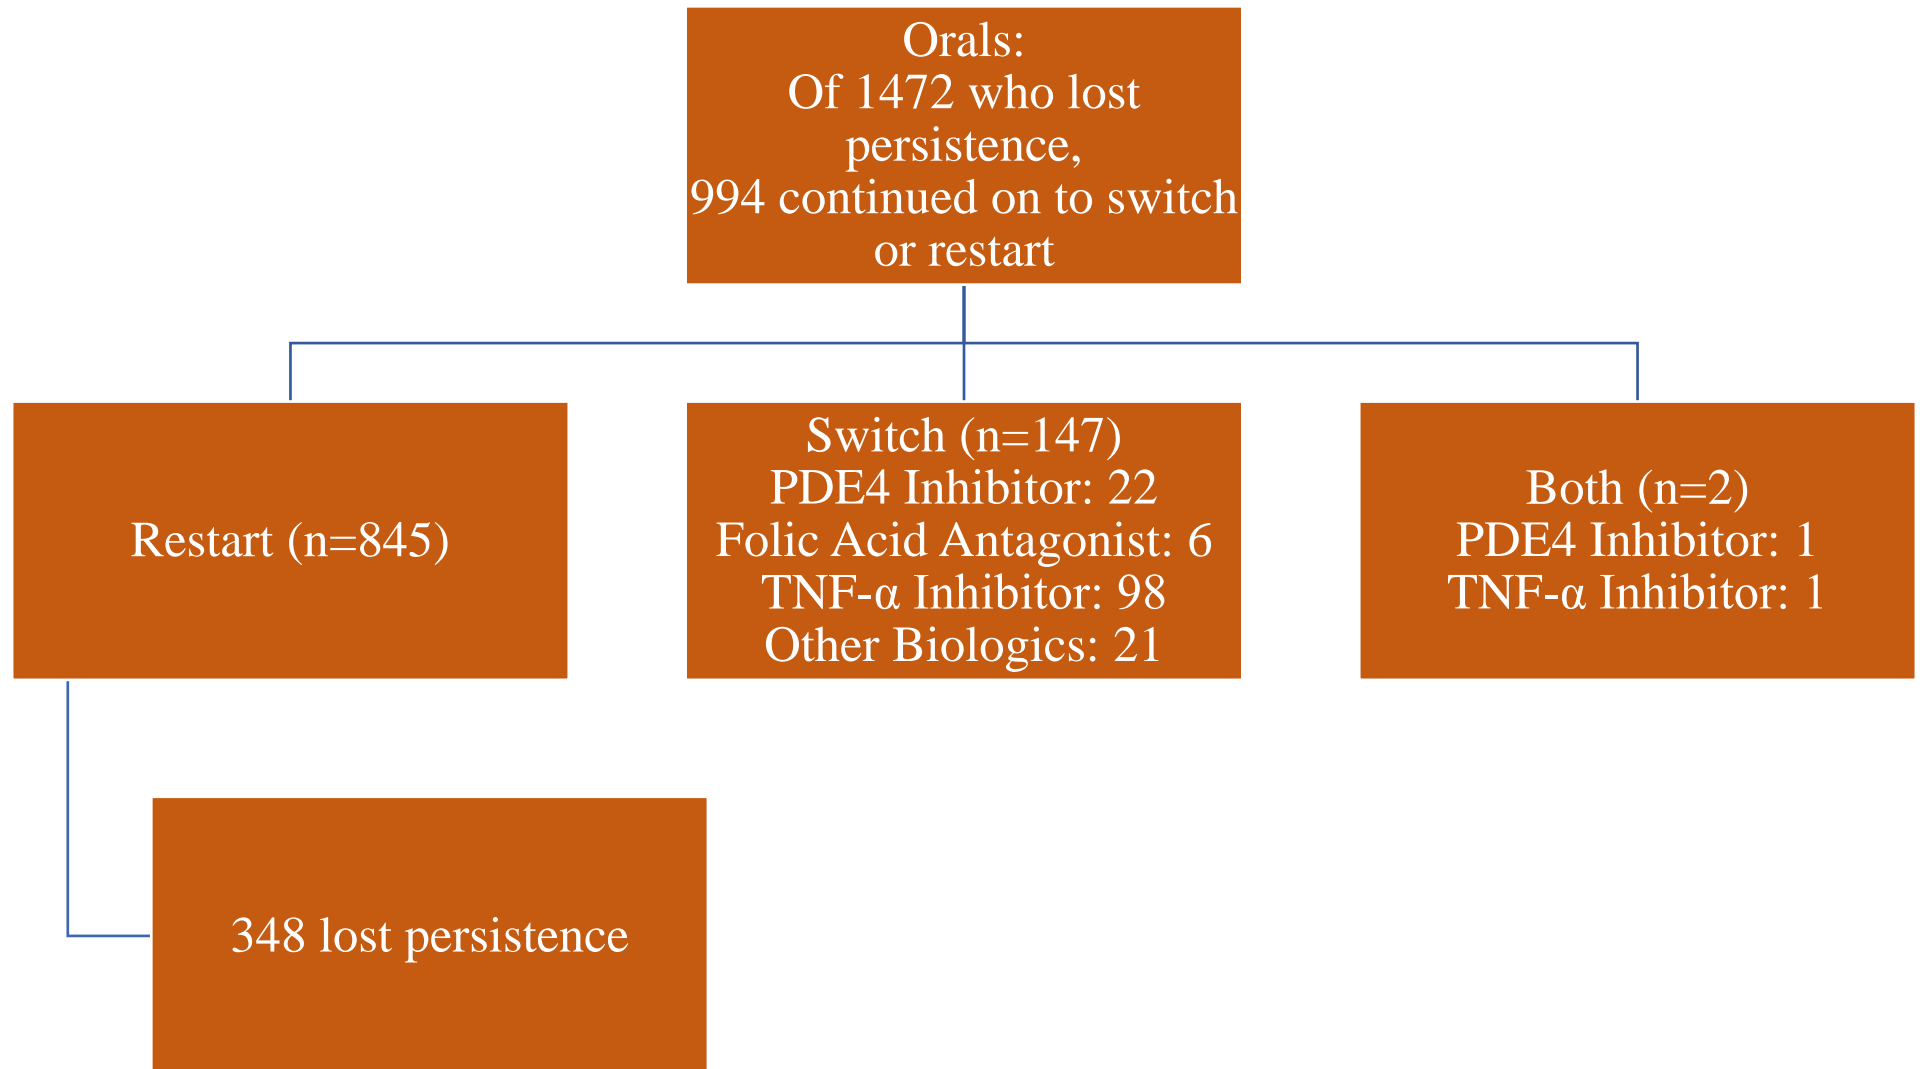 Orals:
Of 1472 who lost
persistence,
994 continued on to switch
or restart
Restart (n=845)
Switch (n=147)
PDE4 Inhibitor: 22
Folic Acid Antagonist: 6
TNF-α Inhibitor: 98
Other Biologics: 21
Both (n=2)
PDE4 Inhibitor: 1
TNF-α Inhibitor: 1
348 lost persistence